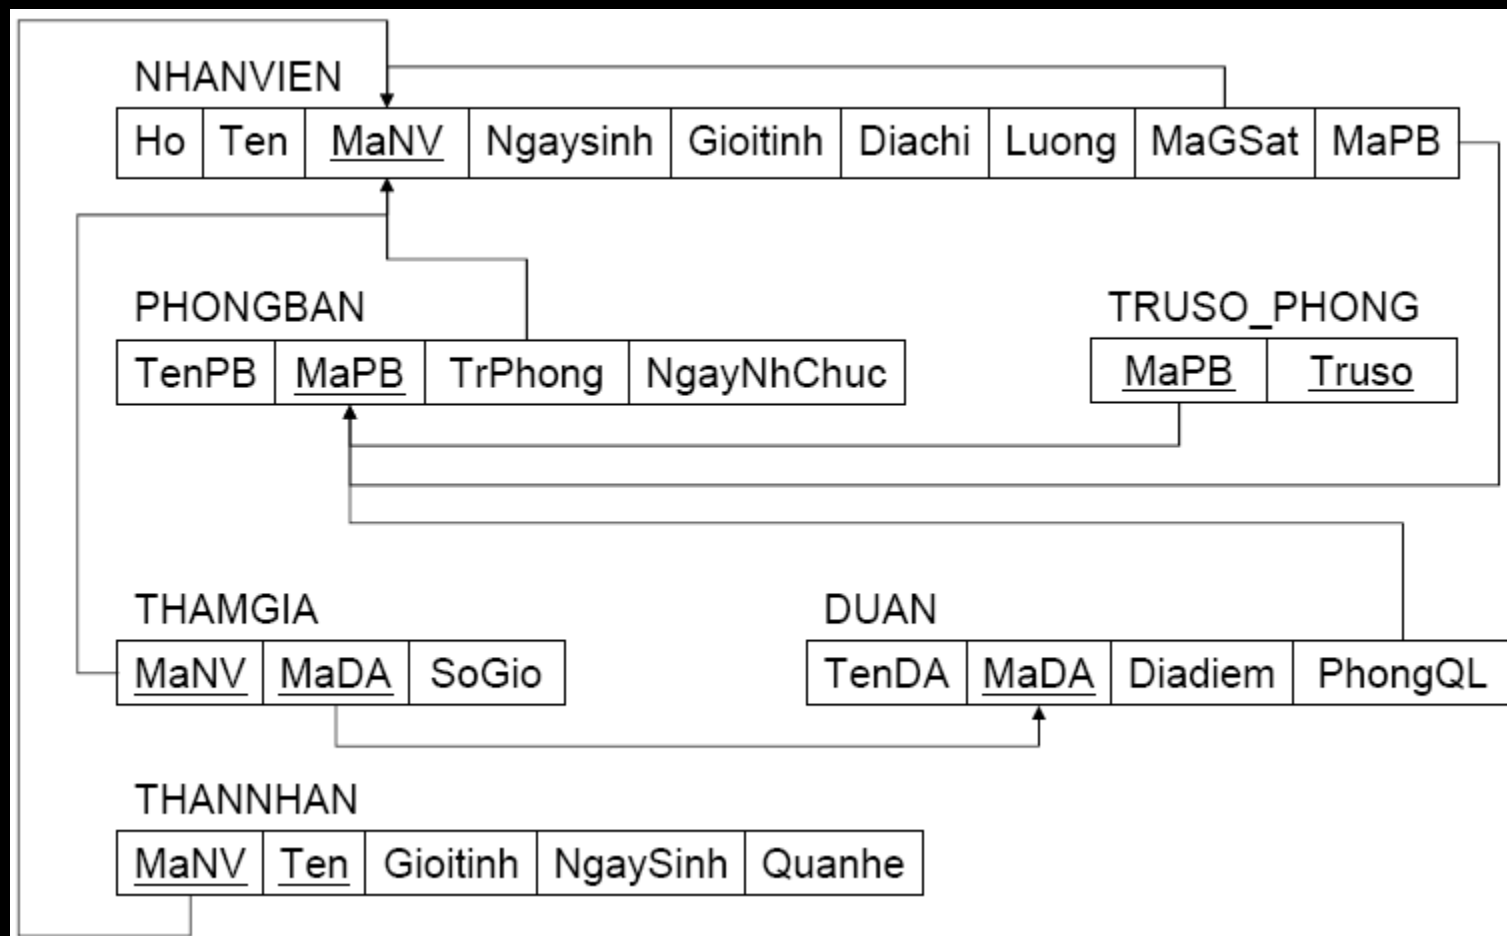 NHANVIEN
Ho Ten MaNV Ngaysinh Gioitinh Diachi Luong MaGSat MaPB
PHONGBAN
TenPB MaPB TrPhong NgayNhChuc
TRUSO_PHONG
MaPB Truso
THAMGIA
MaNV MaDA SoGio
DUAN
TenDA MaDA Diadiem PhongQL
THANNHAN
MaNV Ten Gioitinh NgaySinh Quanhe